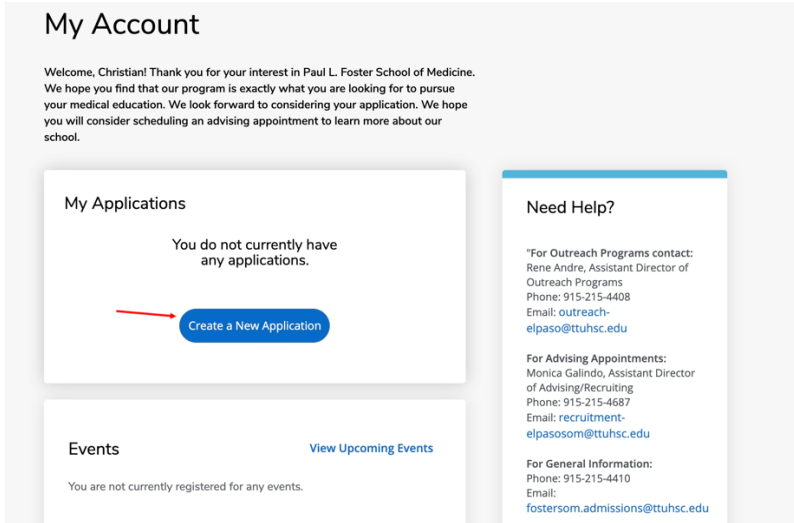 My Account
Welcome, Christian! Thank you for your interest in Paul L. Foster School of Medicine.
We hope you find that our program is exactly what you are looking for to pursue
your medical education. We look forward to considering your application. We hope
you will consider scheduling an advising appointment to learn more about our
school.
My Applications
You do not currently have
any applications.
Create a New Application
Events
View Upcoming Events
You are not currently registered for any events.
Need Help?
"For Outreach Programs contact:
Rene Andre, Assistant Director of
Outreach Programs
Phone: 915-215-4408
Email: outreach-
elpaso@ttuhsc.edu
For Advising Appointments:
Monica Galindo, Assistant Director
of Advising/Recruiting
Phone: 915-215-4687
Email: recruitment-
elpasosom@ttuhsc.edu
For General Information:
Phone: 915-215-4410
Email:
fostersom.admissions@ttuhsc.edu